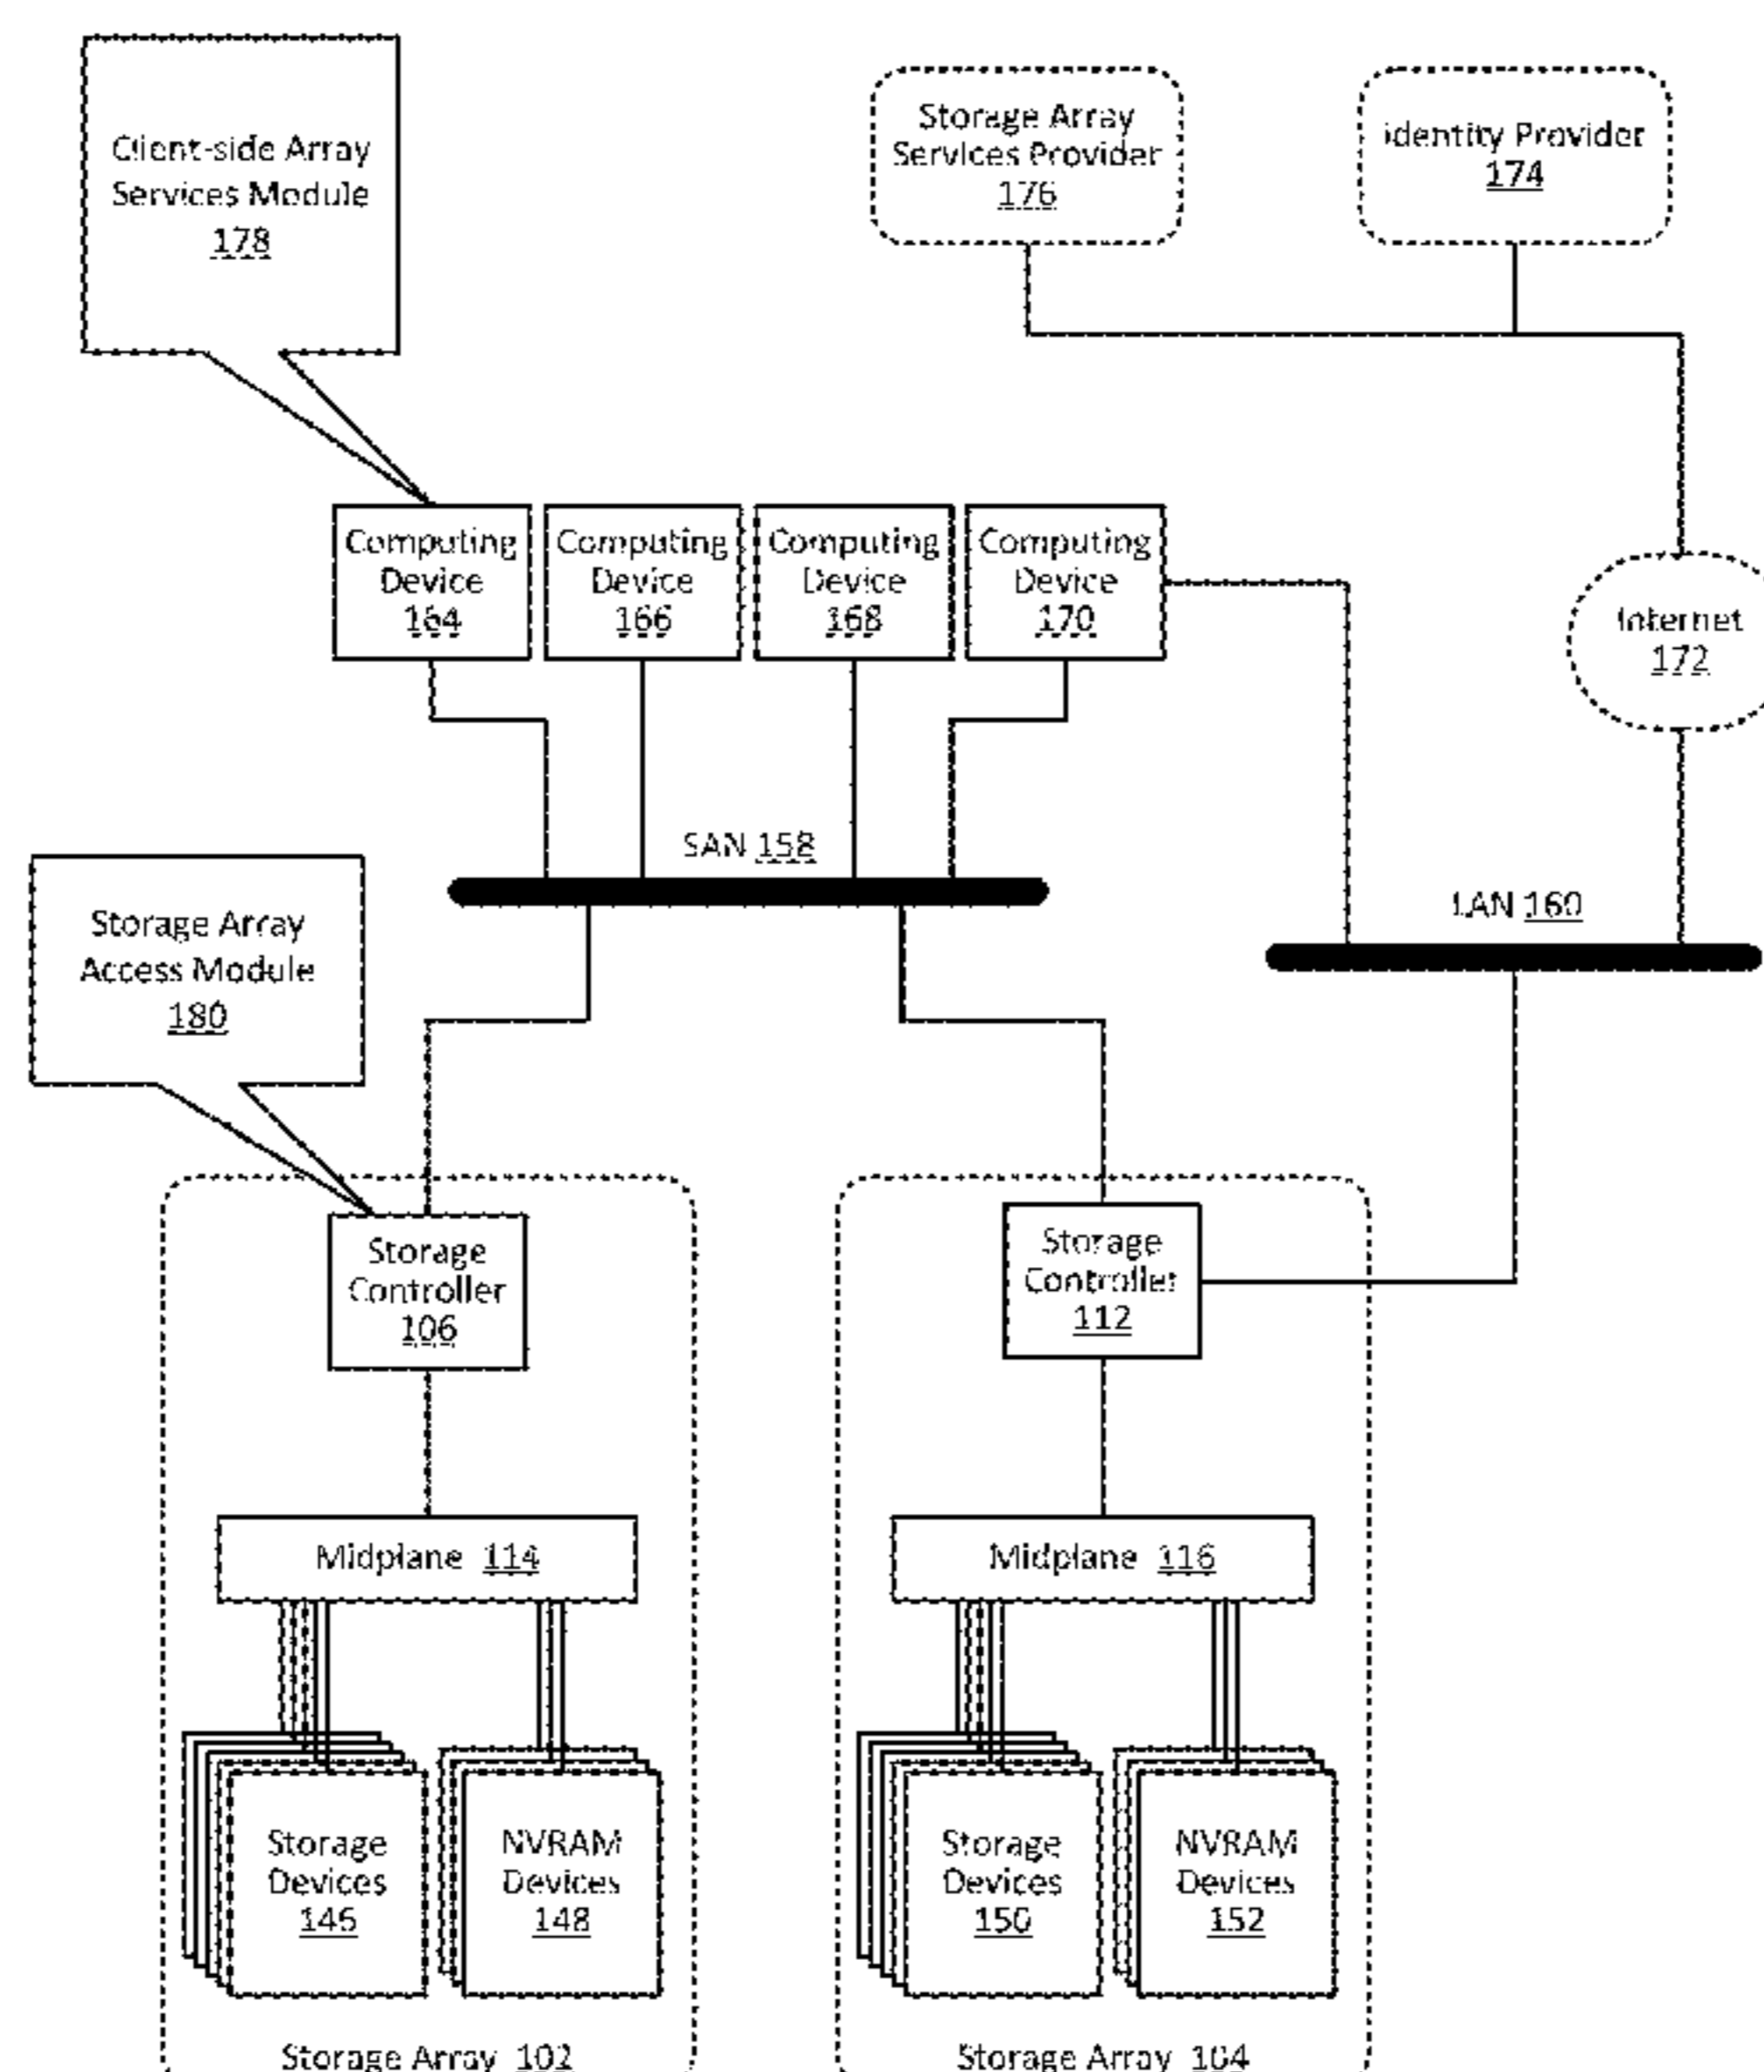 Client-side Array
Services Module
178
Storage Array
Services Provider
176
Identity Provider
174
Computing
Device
164
Computing
Device
166
Computing
Device
168
Computing
Device
170
Internet
172
SAN 158
LAN 160
Storage Array
Access Module
180
Storage
Controller
106
Storage
Controller
112
Midplane 114
Midplane 116
Storage
Devices
146
NVRAM
Devices
148
Storage
Devices
150
NVRAM
Devices
152
Storage Array 102
Storage Array 104